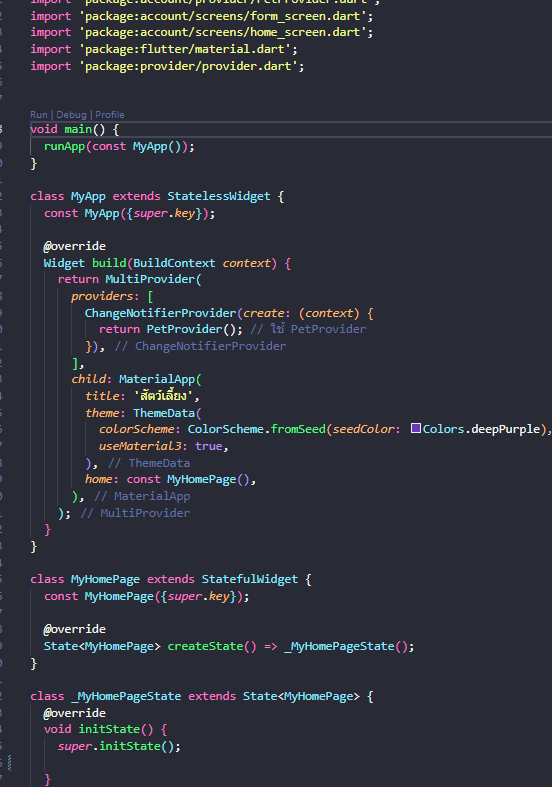 import 'package:account/provider/PetProvider.dart';
import 'package:account/screens/form_screen.dart';
import 'package:account/screens/home_screen.dart';
import 'package:flutter/material.dart';
import 'package:provider/provider.dart';
Run | Debug | Profile
void main() {
runApp(const MyApp());
}
class MyApp extends StatelessWidget {
const MyApp({super.key});
@override
Widget build(BuildContext context) {
return MultiProvider(
providers: [
ChangeNotifierProvider(create: (context) {
return PetProvider(); // ใช้ PetProvider
}), // ChangeNotifierProvider
],
child: MaterialApp(
title: 'สัตว์เลี้ยง',
theme: ThemeData(
colorScheme: ColorScheme.fromSeed(seedColor: Colors.deepPurple),
useMaterial3: true,
), // ThemeData
home: const MyHomePage(),
), // MaterialApp
); // MultiProvider
}
}
class MyHomePage extends StatefulWidget {
const MyHomePage({super.key});
@override
State<MyHomePage> createState() => _MyHomePageState();
}
class _MyHomePageState extends State<MyHomePage> {
@override
void initState() {
super.initState();
}